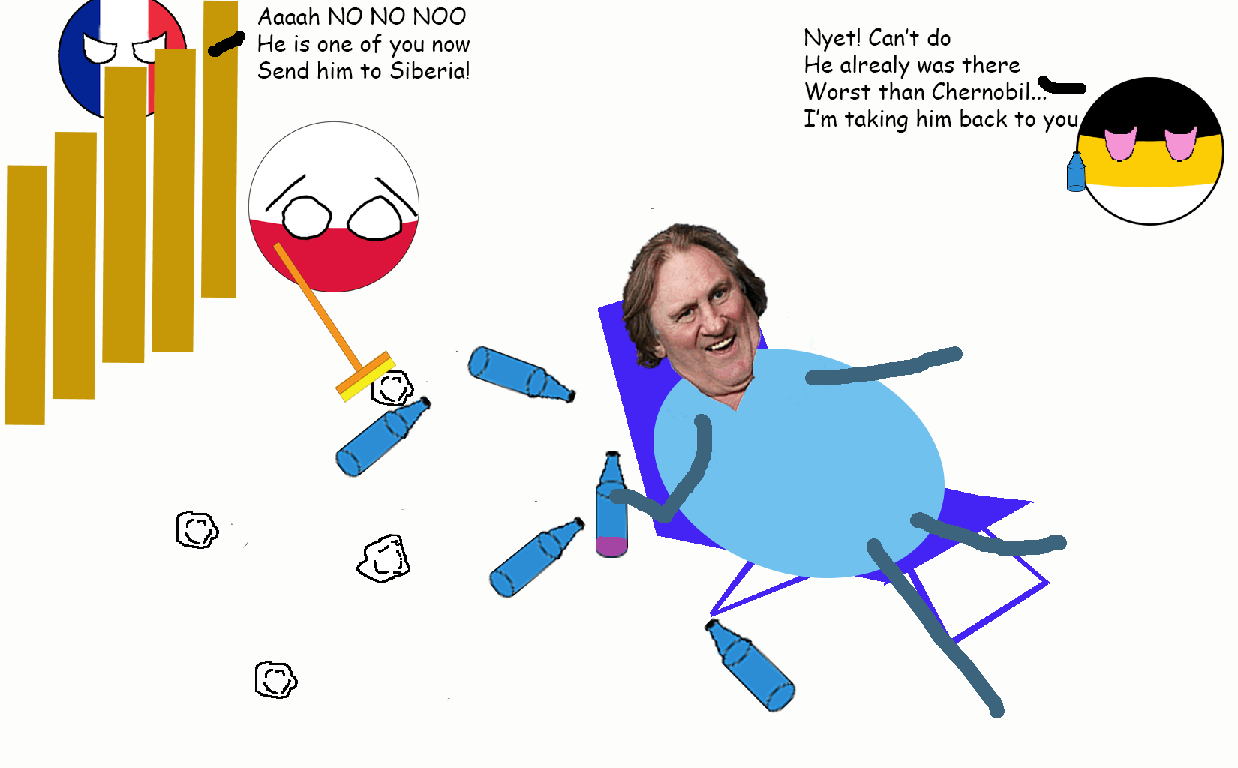 Aaaah NO NO NOO
He is one of you now
Send him to Siberia!
Nyet! Can't do
He alrealy was there
Worst than Chernobil...
I'm taking him back to you